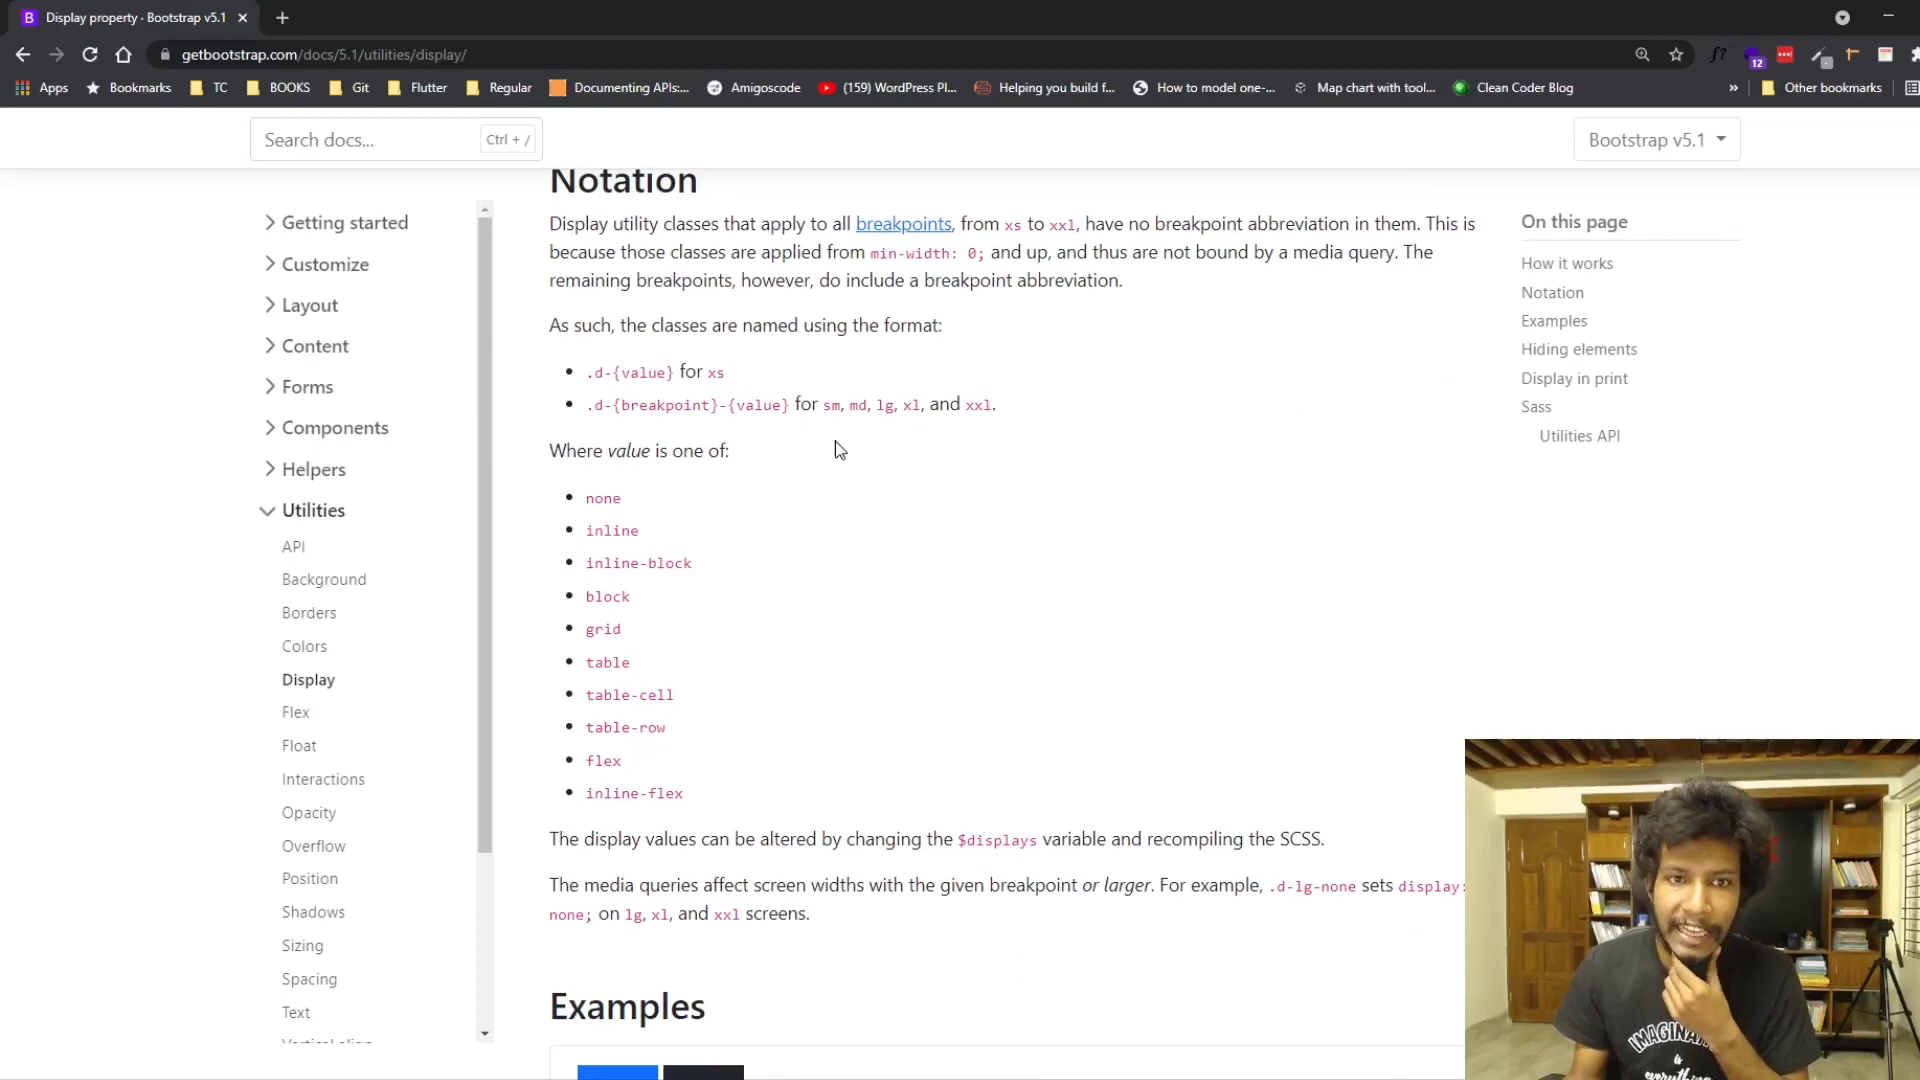 B Display property · Bootstrap v5.1
getbootstrap.com/docs/5.1/utilities/display/
12
Apps Bookmarks TC BOOKS Git Flutter Regular Documenting APIs:... Amigoscode (159) WordPress Pl... Helping you build f... How to model one-... Map chart with tool... Clean Coder Blog » Other bookmarks
Search docs... Ctrl + /
Bootstrap v5.1
Getting started
Customize
Layout
Content
Forms
Components
Helpers
Utilities
API
Background
Borders
Colors
Display
Flex
Float
Interactions
Opacity
Overflow
Position
Shadows
Sizing
Spacing
Text
Vertical align
Notation
Display utility classes that apply to all breakpoints, from xs to xxl, have no breakpoint abbreviation in them. This is
because those classes are applied from min-width: 0; and up, and thus are not bound by a media query. The
remaining breakpoints, however, do include a breakpoint abbreviation.
As such, the classes are named using the format:
.d-{value} for xs
.d-{breakpoint}-{value} for sm, md, lg, xl, and xxl.
Where value is one of:
none
inline
inline-block
block
grid
table
table-cell
table-row
flex
inline-flex
The display values can be altered by changing the $displays variable and recompiling the SCSS.
The media queries affect screen widths with the given breakpoint or larger. For example, .d-lg-none sets display:
none; on lg, xl, and xxl screens.
Examples
On this page
How it works
Notation
Examples
Hiding elements
Display in print
Sass
Utilities API
is
everything